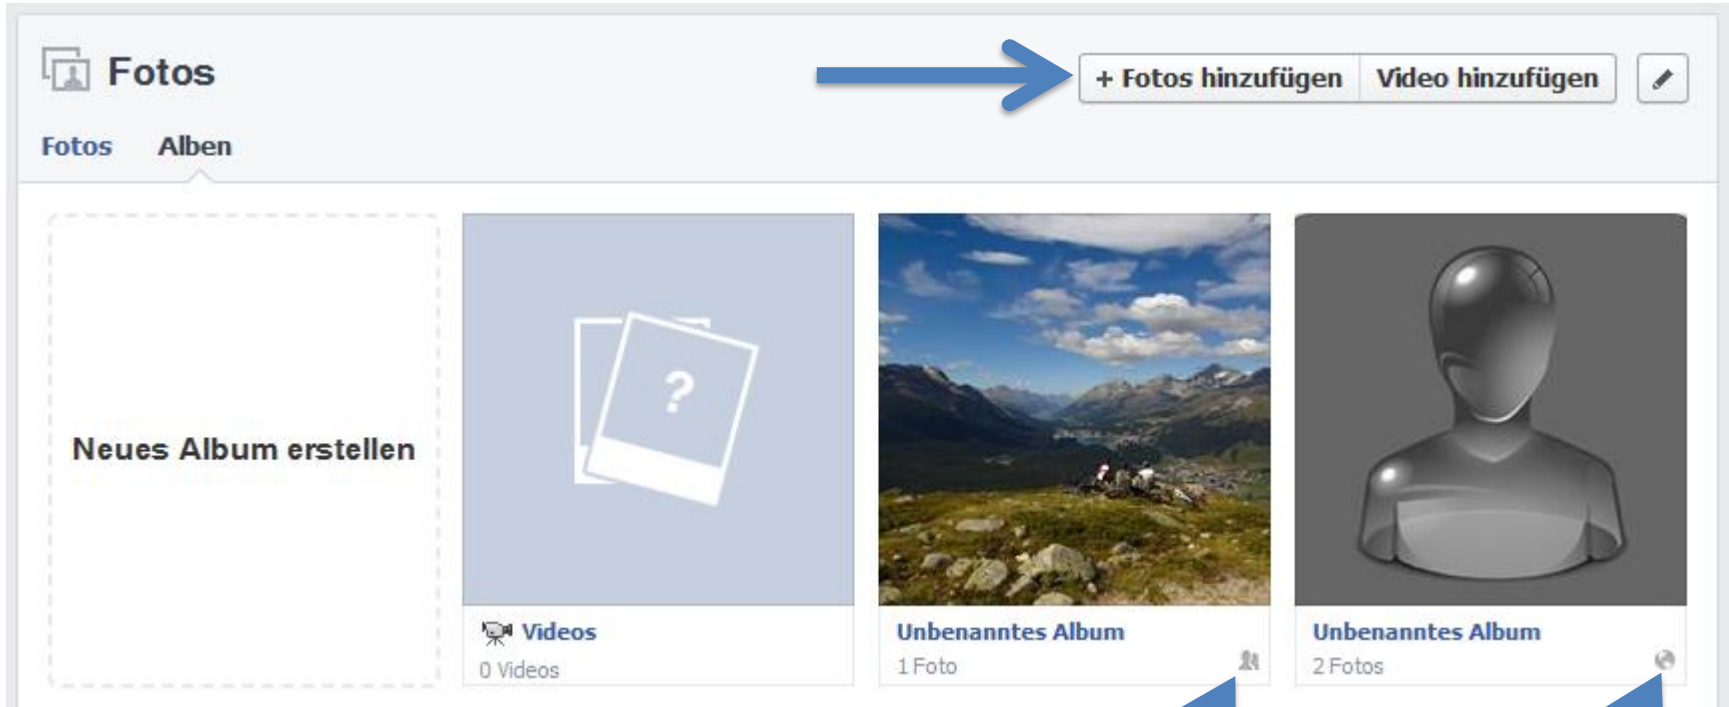 Fotos
+ Fotos hinzufügen Video hinzufügen
Fotos Alben
Neues Album erstellen
?
Videos
0 Videos
Unbenanntes Album
1 Foto
Unbenanntes Album
2 Fotos